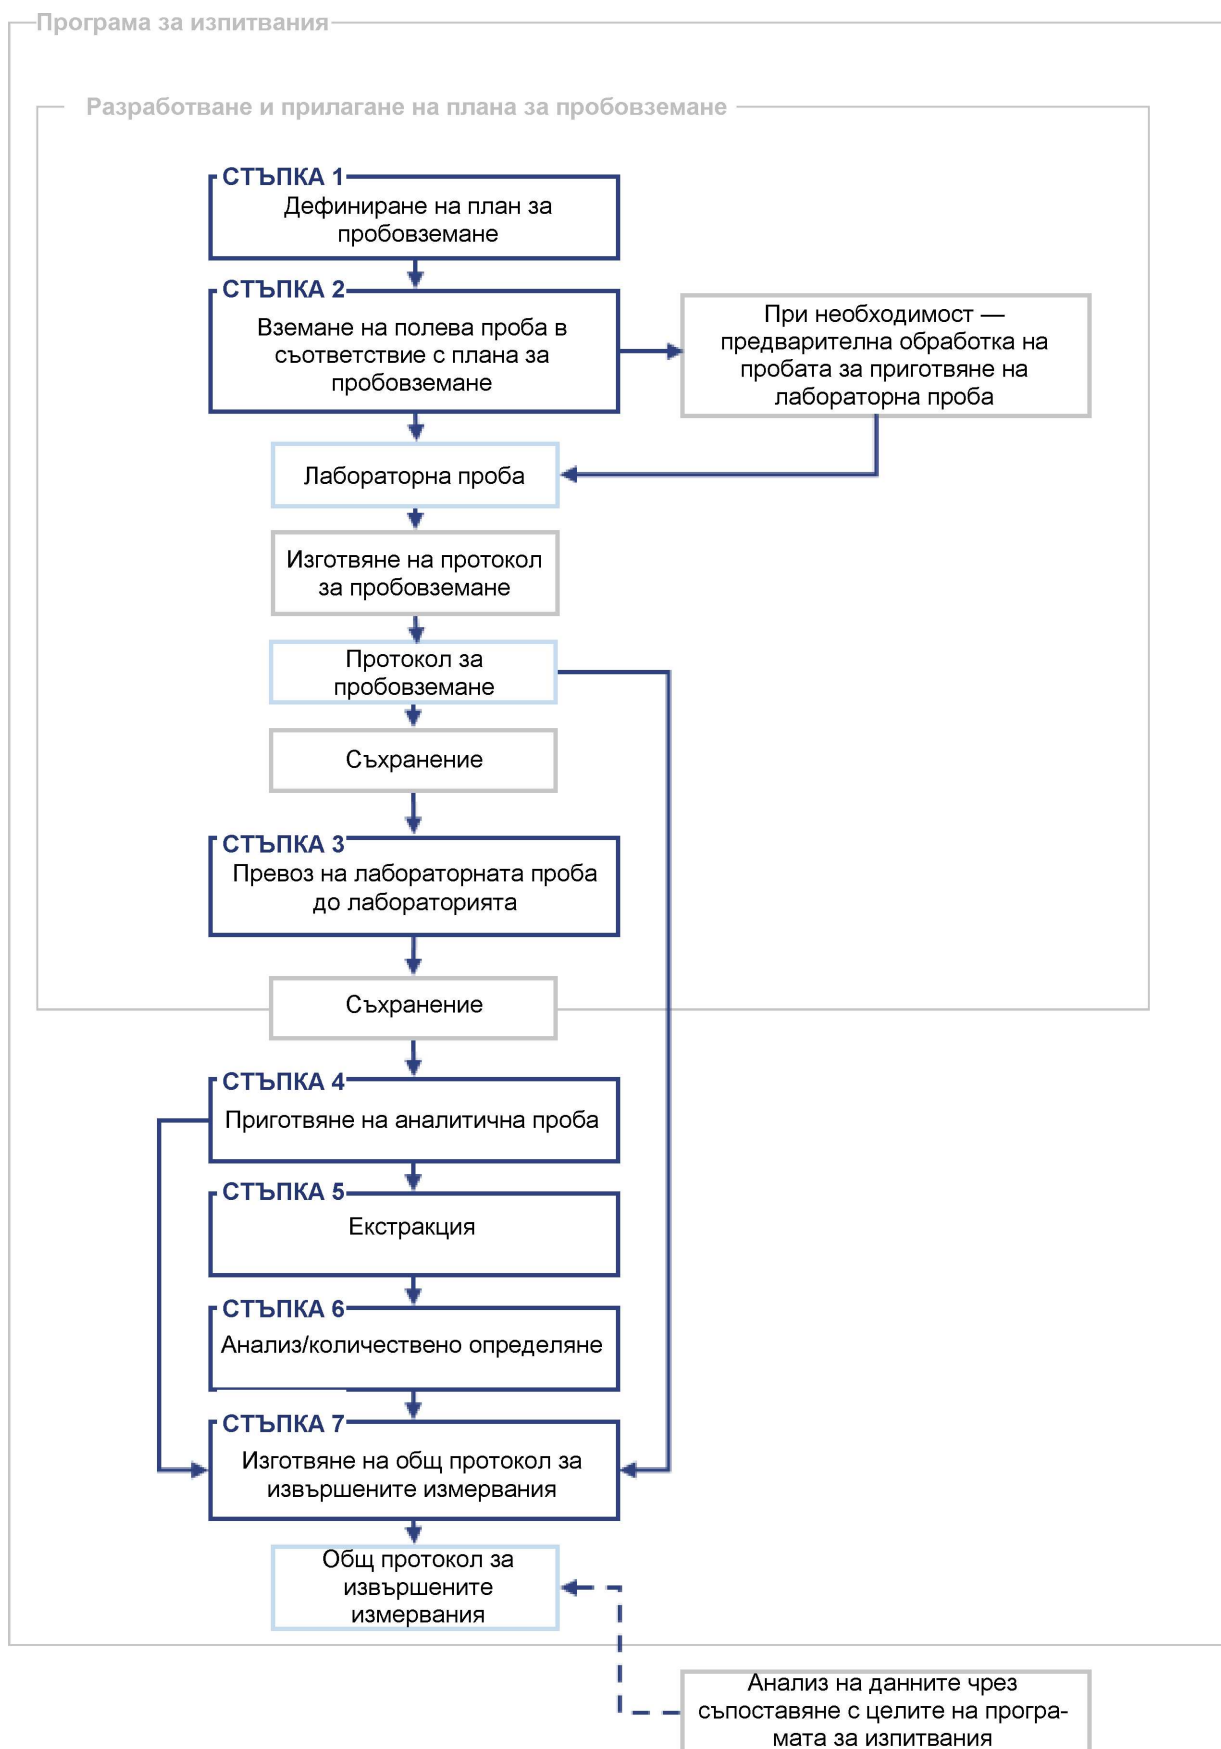 Програма за изпитвания
Разработване и прилагане на плана за пробовземане
СТЪПКА 1
Дефиниране на план за
пробовземане
СТЪПКА 2
Вземане на полева проба в
съответствие с плана за
пробовземане
При необходимост —
предварителна обработка на
пробата за приготвяне на
лабораторна проба
Лабораторна проба
Изготвяне на протокол
за пробовземане
Протокол за
пробовземане
Съхранение
СТЪПКА 3
Превоз на лабораторната проба
до лабораторията
Съхранение
СТЪПКА 4
Приготвяне на аналитична проба
СТЪПКА 5
Екстракция
СТЪПКА 6
Анализ/количествено определяне
СТЪПКА 7
Изготвяне на общ протокол за
извършените измервания
Общ протокол за
извършените
измервания
Анализ на данните чрез
съпоставяне с целите на програ-
мата за изпитвания